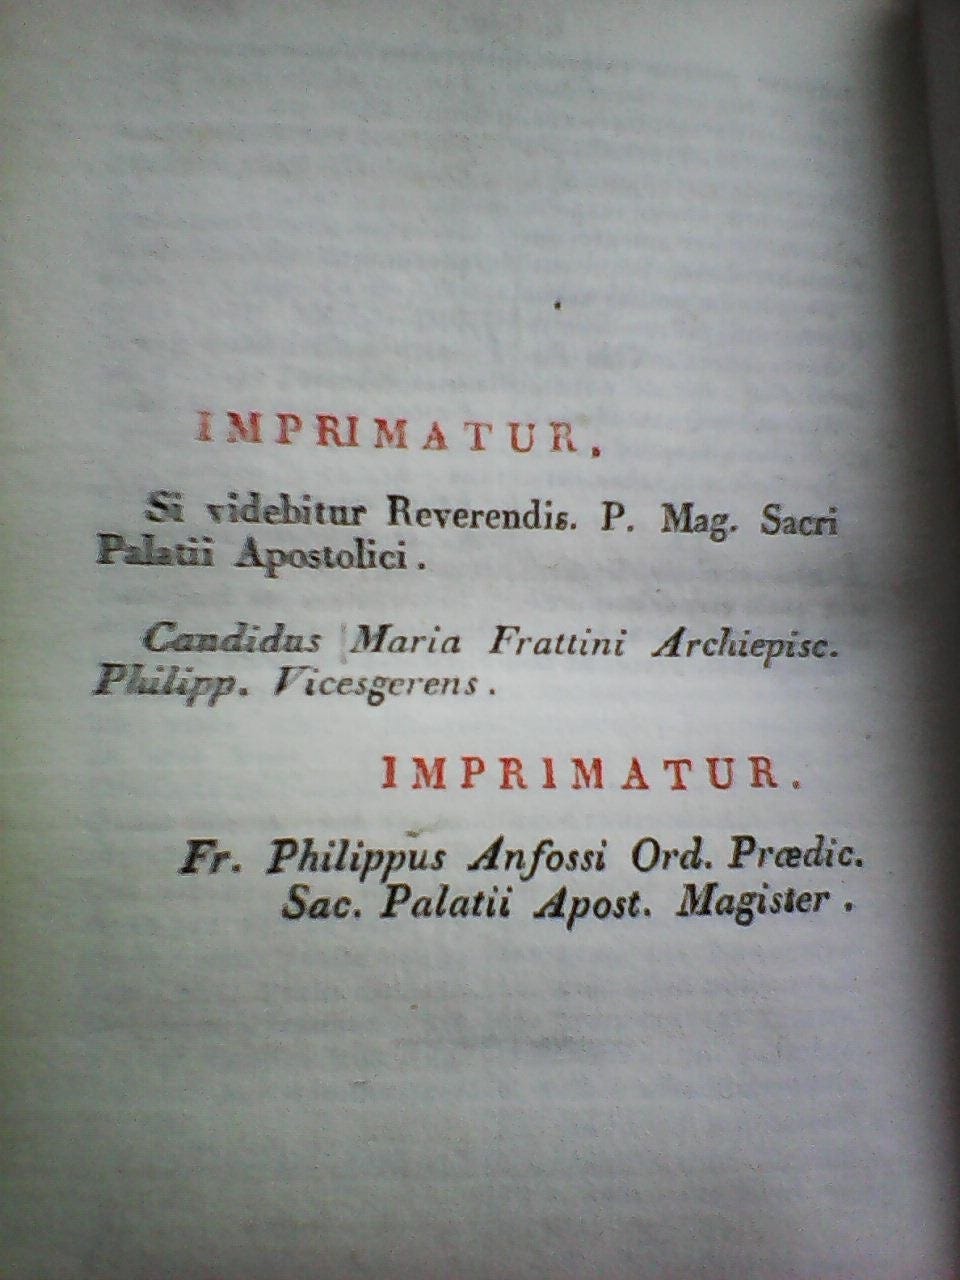 IMPRIMATUR.
Si videbitur Reverendis. P. Mag. Sacri
Palatii Apostolici.
Candidus Maria Frattini Archiepisc.
Philipp. Vicesgerens.
IMPRIMATUR.
Fr. Philippus Anfossi Ord. Prædic.
Sac. Palatii Apost. Magister.